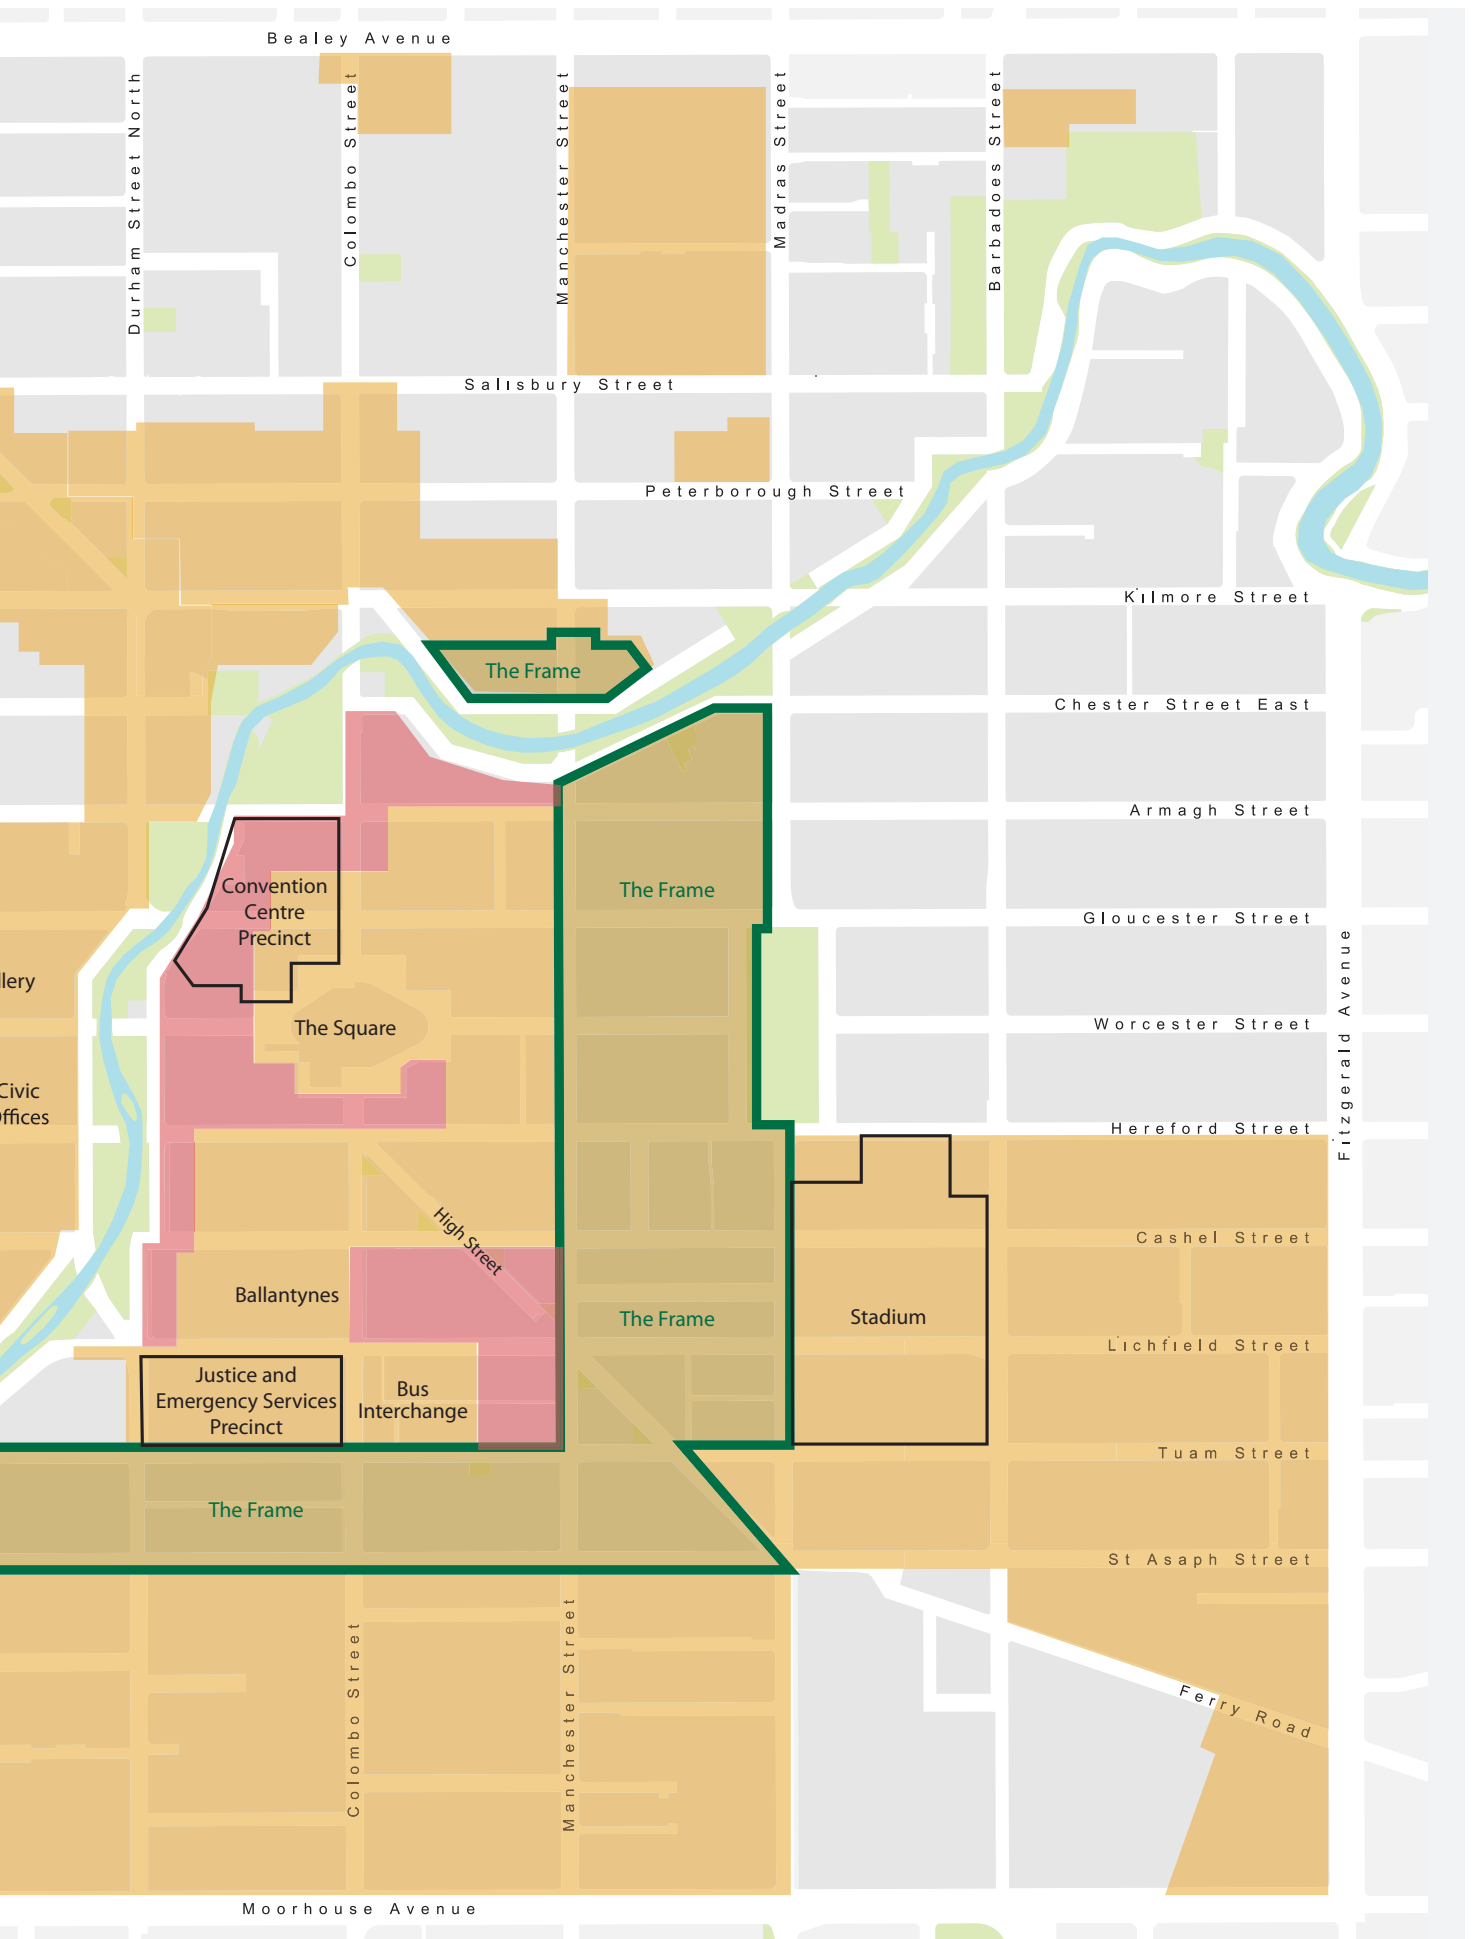 Bealey Avenue
Durham Street North
Colombo Street
Manchester Street
Madras Street
Barbadoes Street
Salisbury Street
Peterborough Street
Kilmore Street
The Frame
Chester Street East
Armagh Street
Convention
Centre
Precinct
The Frame
Gloucester Street
llery
The Square
Worcester Street
Fitzgerald Avenue
Civic
Offices
Hereford Street
High Street
Cashel Street
Ballantynes
The Frame
Stadium
Lichfield Street
Justice and
Emergency Services
Precinct
Bus
Interchange
Tuam Street
The Frame
St Asaph Street
Colombo Street
Manchester Street
Ferry Road
Moorhouse Avenue